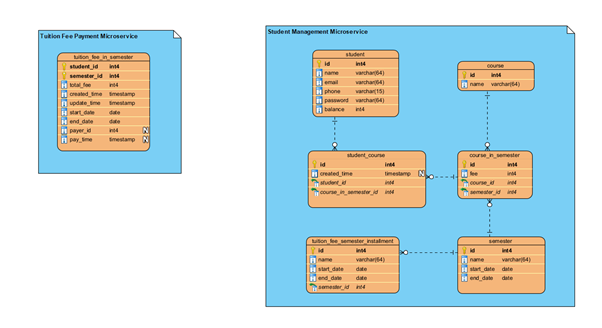 Tuition Fee Payment Microservice
tuition_fee_in_semester
student_id int4
semester_id int4
total_fee int4
created_time timestamp
update_time timestamp
start_date date
end_date date
payer_id int4 N
pay_time timestamp N
Student Management Microservice
student
id int4
name varchar(64)
email varchar(64)
phone varchar(15)
password varchar(64)
balance int4
course
id int4
name varchar(64)
student_course
id int4
created_time timestamp N
student_id int4
course_in_semester_id int4
course_in_semester
id int4
fee int4
course_id int4
semester_id int4
tuition_fee_semester_installment
id int4
name varchar(64)
start_date date
end_date date
semester_id int4
semester
id int4
name varchar(64)
start_date date
end_date date